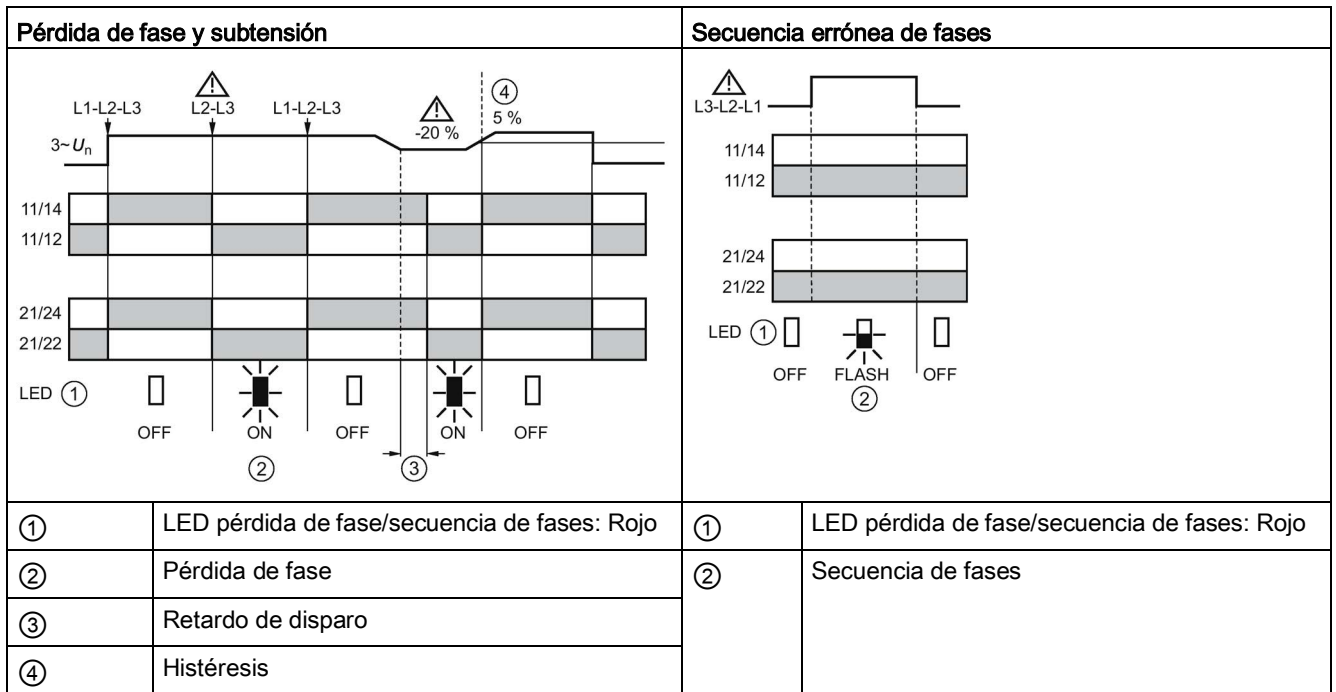 Pérdida de fase y subtensión
Secuencia errónea de fases
L1-L2-L3
L2-L3
L1-L2-L3
-20 %
④
5 %
3~Un
11/14
11/12
21/24
21/22
LED ①
OFF
ON
OFF
ON
OFF
②
③
L3-L2-L1
11/14
11/12
21/24
21/22
LED ①
OFF
FLASH
OFF
②
① LED pérdida de fase/secuencia de fases: Rojo
② Pérdida de fase
③ Retardo de disparo
④ Histéresis
① LED pérdida de fase/secuencia de fases: Rojo
② Secuencia de fases